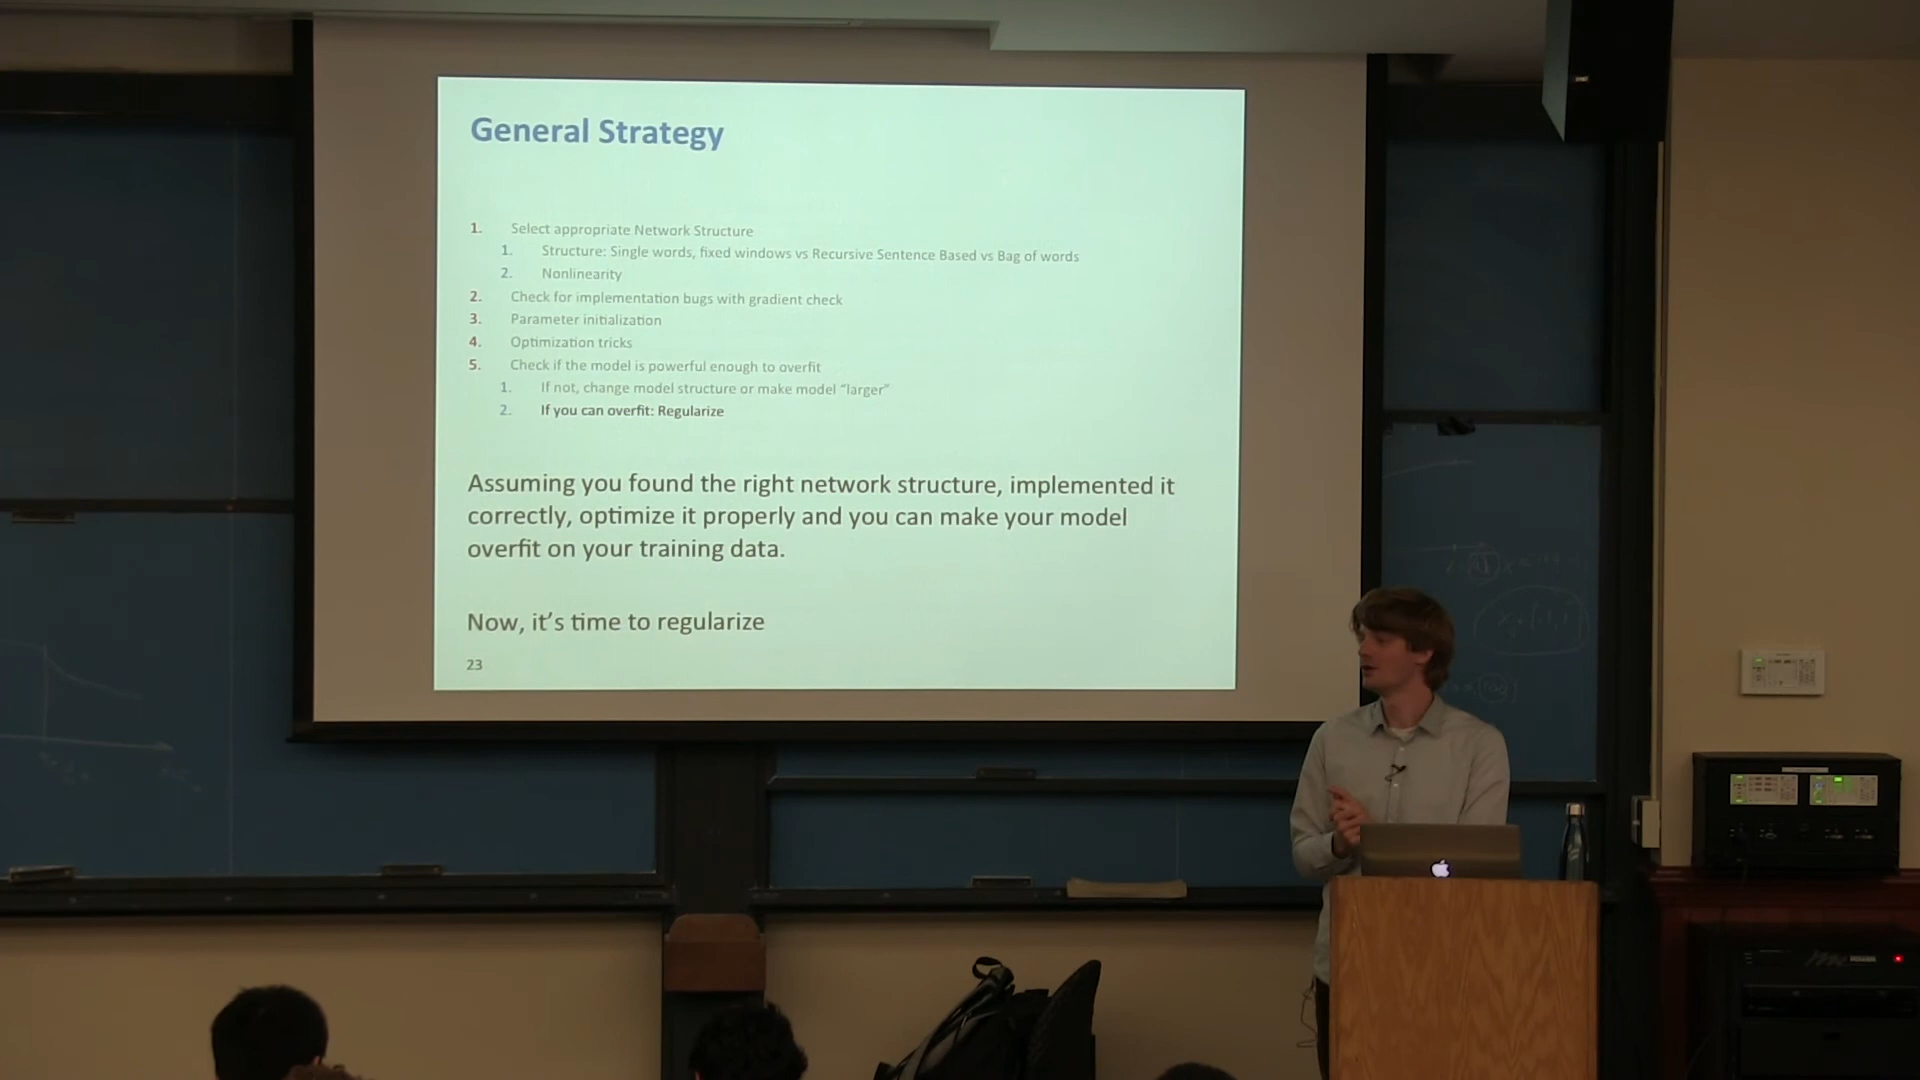 General Strategy
1. Select appropriate Network Structure
1. Structure: Single words, fixed windows vs Recursive Sentence Based vs Bag of words
2. Nonlinearity
2. Check for implementation bugs with gradient check
3. Parameter initialization
4. Optimization tricks
5. Check if the model is powerful enough to overfit
1. If not, change model structure or make model “larger”
2. If you can overfit: Regularize
Assuming you found the right network structure, implemented it
correctly, optimize it properly and you can make your model
overfit on your training data.
Now, it’s time to regularize
23